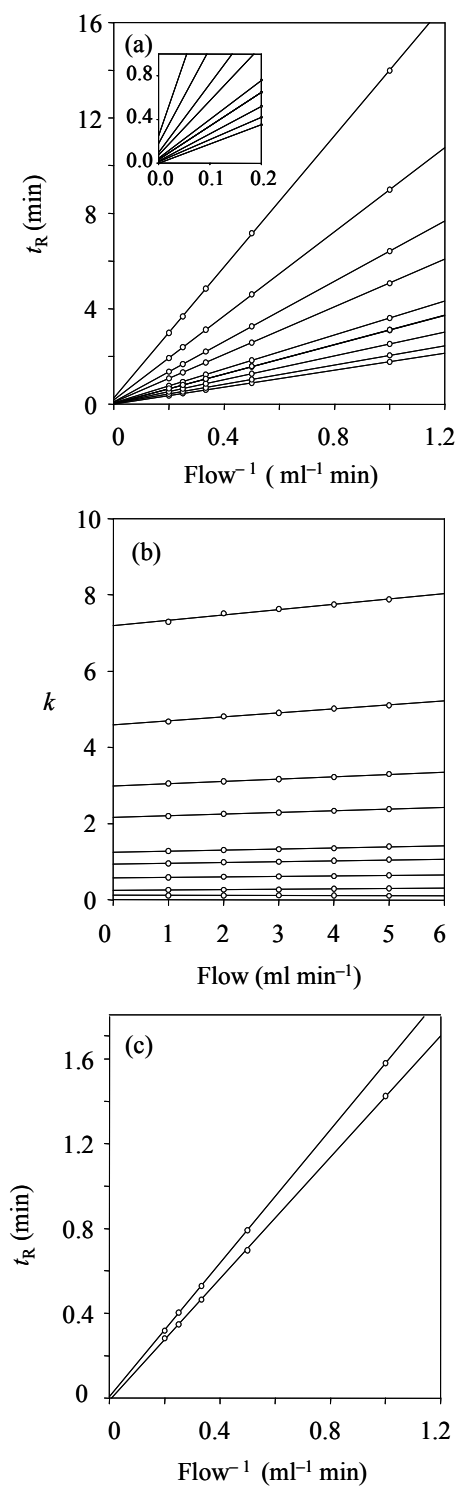 (a)
16
12
8
4
0
0.8
0.4
0.0
0.0 0.1 0.2
tR (min)
0 0.4 0.8 1.2
Flow– 1 ( ml–1 min)
(b)
10
8
6
4
2
0
k
0 1 2 3 4 5 6
Flow (ml min–1)
(c)
1.6
1.2
0.8
0.4
0
tR (min)
0 0.4 0.8 1.2
Flow– 1 (ml–1 min)